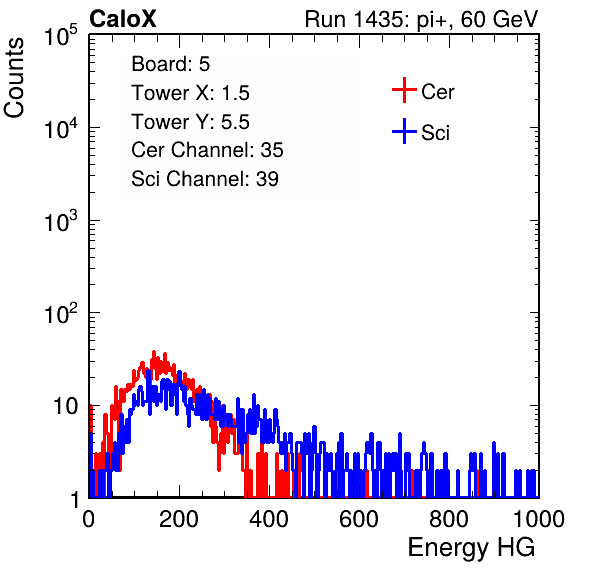 CaloX Run 1435: pi+, 60 GeV
Counts
10^5
10^4
10^3
10^2
10
1
Board: 5
Tower X: 1.5
Tower Y: 5.5
Cer Channel: 35
Sci Channel: 39
Cer
Sci
0 200 400 600 800 1000
Energy HG